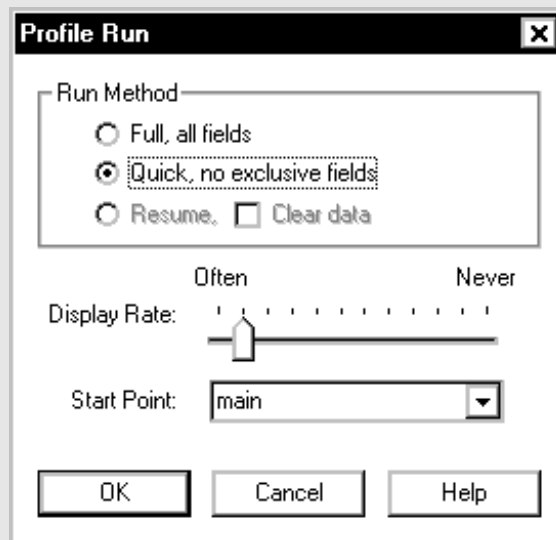 Profile Run
Run Method
Full, all fields
Quick, no exclusive fields
Resume, Clear data
Often Never
Display Rate:
Start Point: main
OK Cancel Help